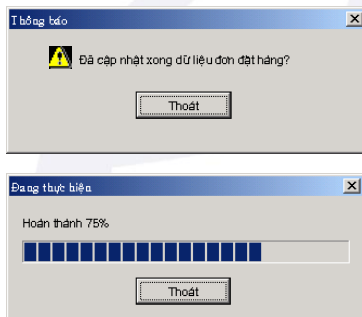 Thông báo
Đã cập nhật xong dữ liệu đơn đặt hàng?
Thoát
Đang thực hiện
Hoàn thành 75%
Thoát